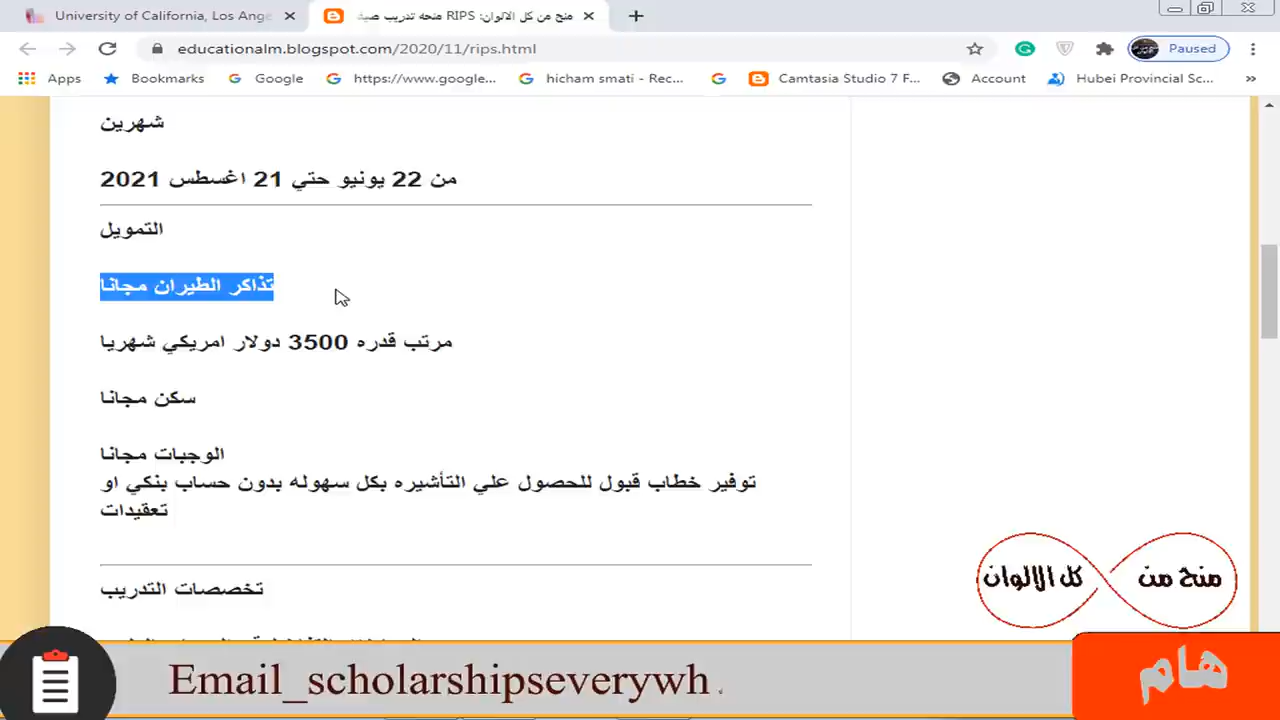 University of California, Los Ange
منح من كل الالوان: RIPS منحه تدريب صيف
educationalm.blogspot.com/2020/11/rips.html
Paused
Apps
Bookmarks
Google
https://www.google...
hicham smati - Rec...
Camtasia Studio 7 F...
Account
Hubei Provincial Sc...
شهرين
من 22 يونيو حتي 21 اغسطس 2021
التمويل
تذاكر الطيران مجانا
مرتب قدره 3500 دولار امريكي شهريا
سكن مجانا
الوجبات مجانا
توفير خطاب قبول للحصول علي التأشيره بكل سهوله بدون حساب بنكي او
تعقيدات
تخصصات التدريب
منح من
كل الالوان
Email_scholarshipseverywh
هام